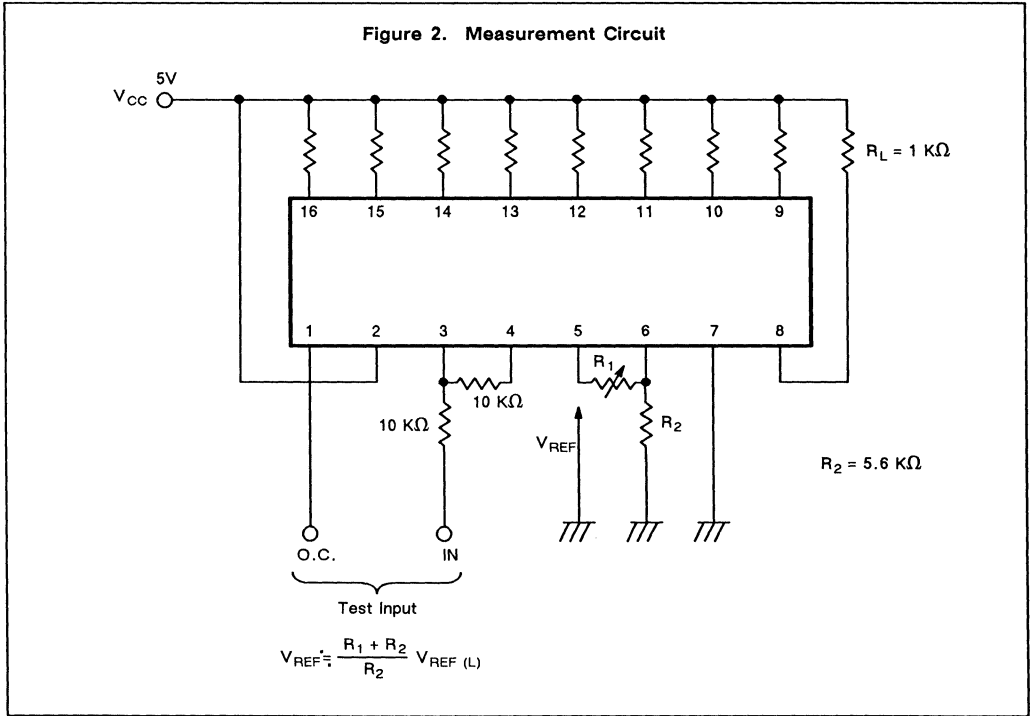 Figure 2. Measurement Circuit
5V
VCC
RL = 1 KΩ
16 15 14 13 12 11 10 9
1 2 3 4 5 6 7 8
R1
10 KΩ
10 KΩ
R2
VREF
R2 = 5.6 KΩ
O.C. IN
Test Input
VREF ≒ R1 + R2 / R2 VREF (L)